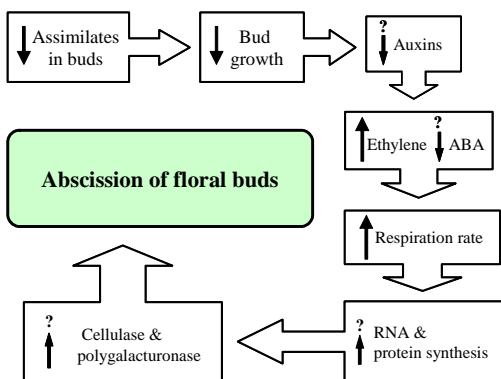 Assimilates
in buds
Bud
growth
?
Auxins
?
Ethylene ABA
Abscission of floral buds
Respiration rate
?
Cellulase &
polygalacturonase
?
RNA &
protein synthesis